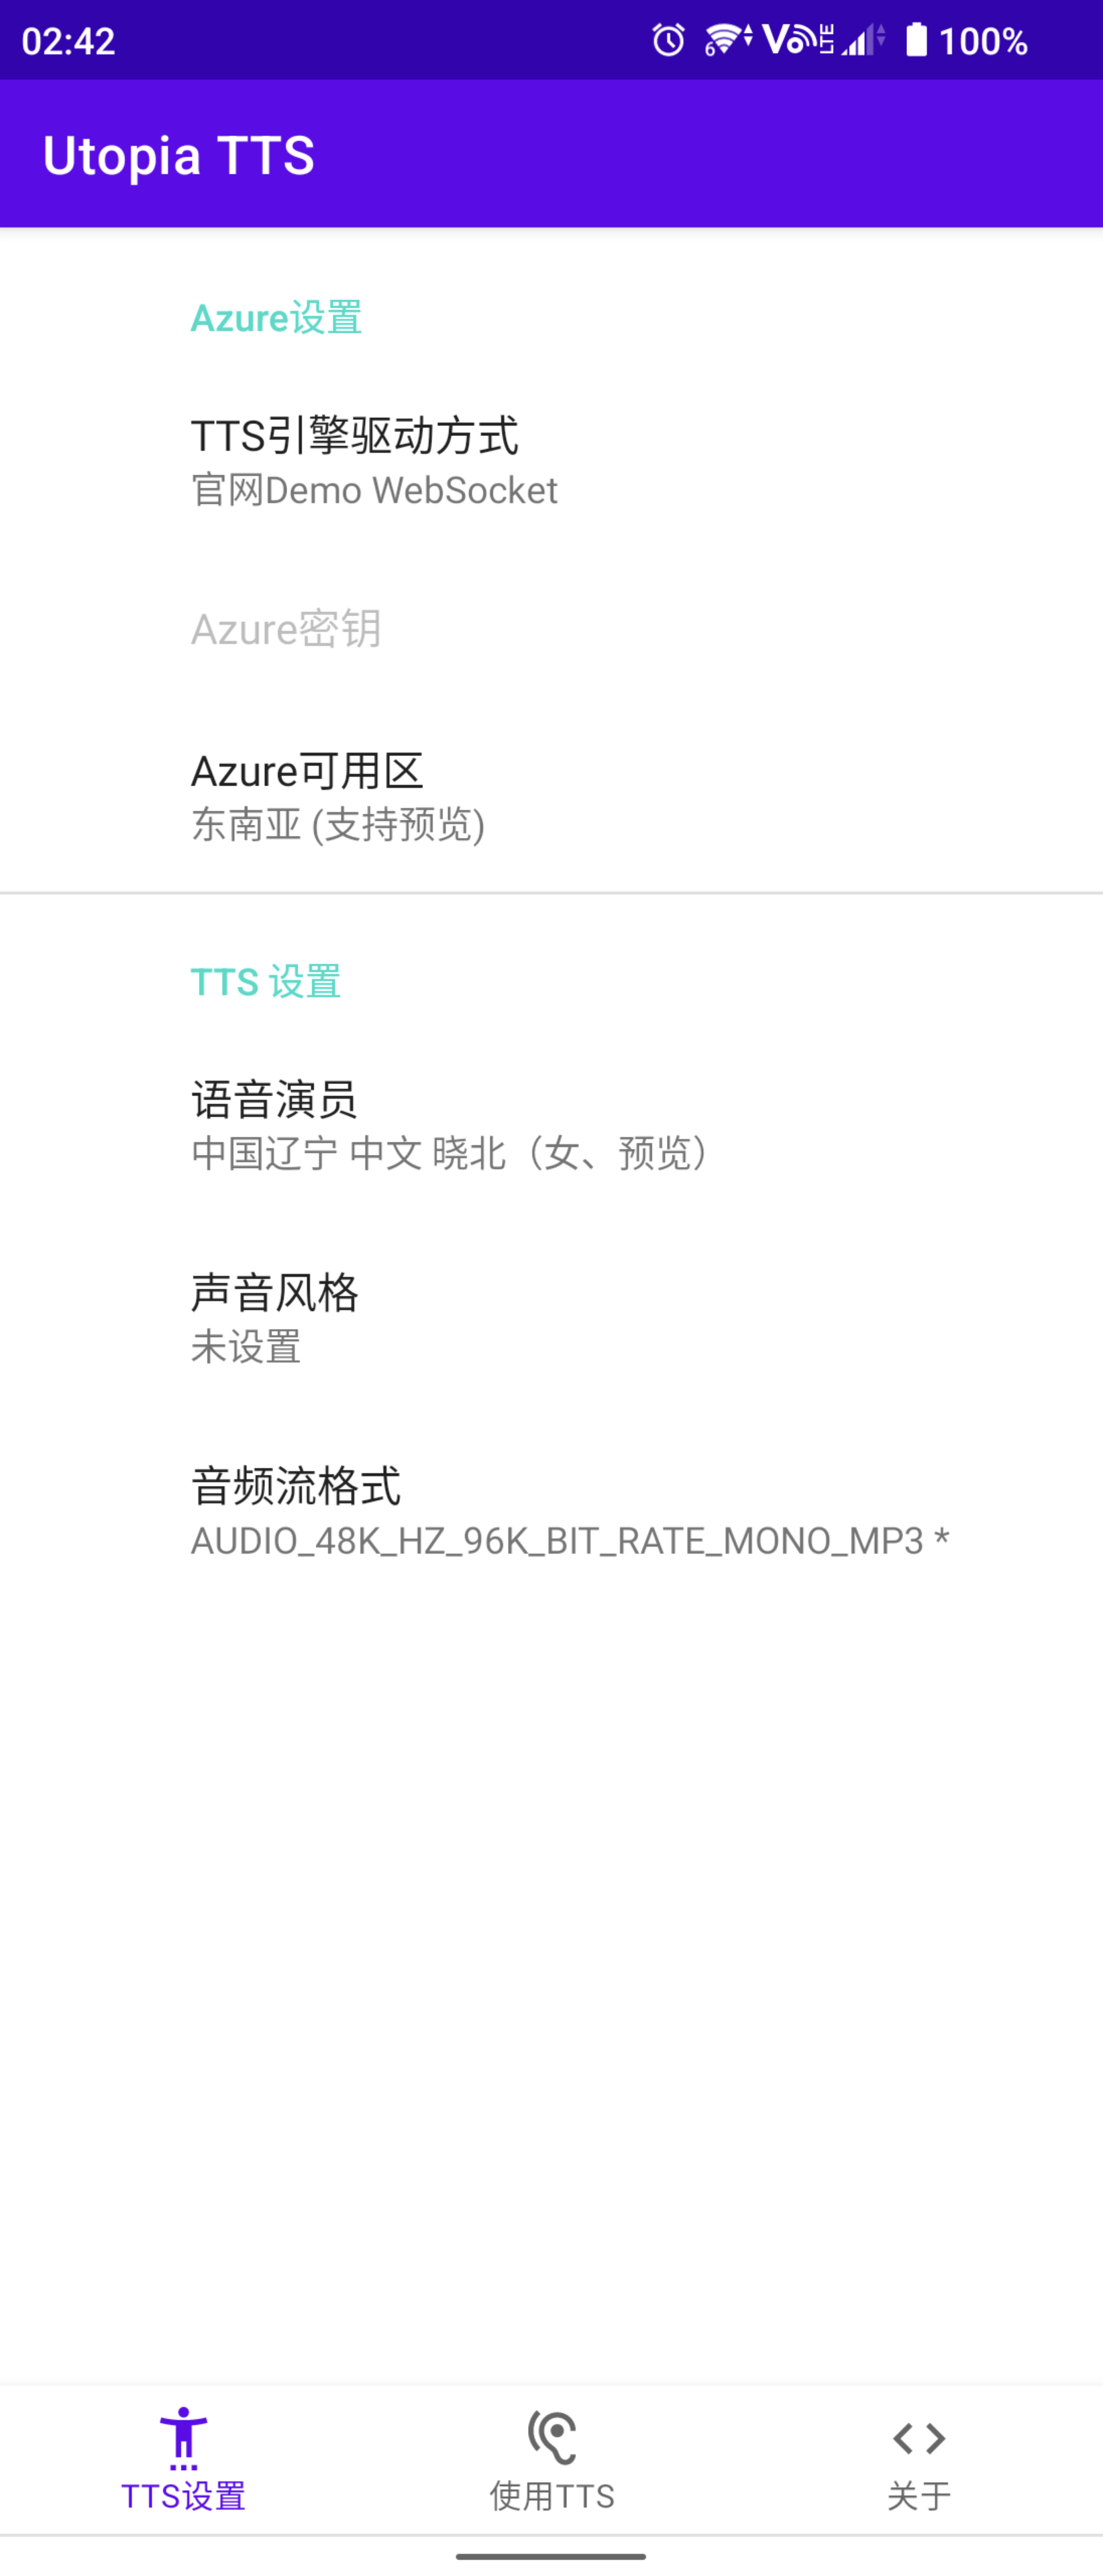 02:42
6 Vo LTE 100%
Utopia TTS
Azure设置
TTS引擎驱动方式
官网Demo WebSocket
Azure密钥
Azure可用区
东南亚 (支持预览)
TTS 设置
语音演员
中国辽宁 中文 晓北（女、预览）
声音风格
未设置
音频流格式
AUDIO_48K_HZ_96K_BIT_RATE_MONO_MP3 *
TTS设置
使用TTS
关于